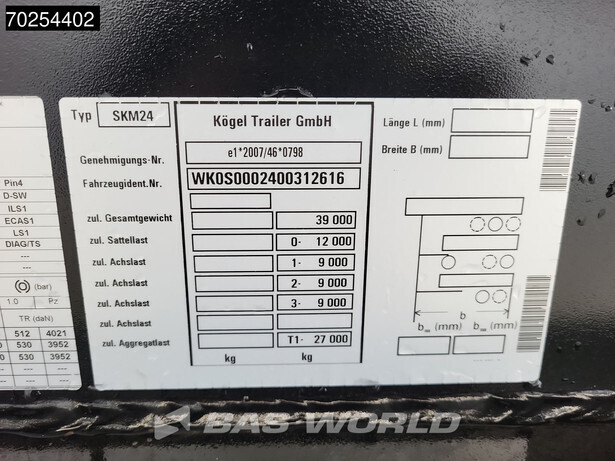 70254402
Typ SKM24 Kögel Trailer GmbH Länge L (mm)
Genehmigungs-Nr. e1*2007/46*0798 Breite B (mm)
Fahrzeugident.Nr. WK0S0002400312616
zul. Gesamtgewicht 39 000
zul. Sattellast 0- 12 000
zul. Achslast 1- 9 000
zul. Achslast 2- 9 000
zul. Achslast 3- 9 000
zul. Achslast
zul. Aggregatlast T1- 27 000
kg kg
b
b (mm) b (mm)
Pin4
D-SW
ILS1
ECAS1
LS1
DIAG/TS
---
---
(bar)
1.0 Pz
TR (daN)
512 4021
530 3952
530 3952
BAS WORLD